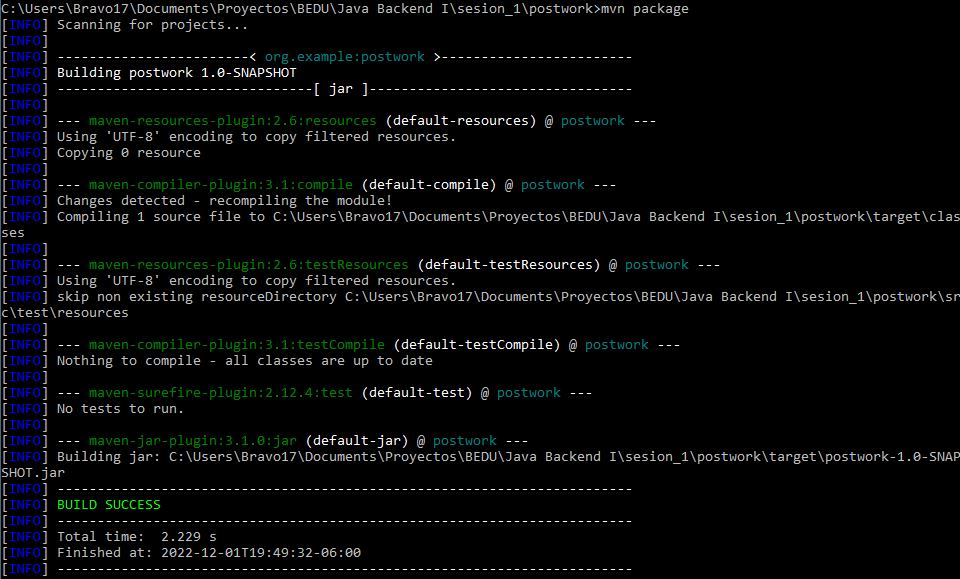 C:\Users\Bravo17\Documents\Proyectos\BEDU\Java Backend I\sesion_1\postwork>mvn package
[INFO] Scanning for projects...
[INFO]
[INFO] ------------------------< org.example:postwork >------------------------
[INFO] Building postwork 1.0-SNAPSHOT
[INFO] --------------------------------[ jar ]---------------------------------
[INFO]
[INFO] --- maven-resources-plugin:2.6:resources (default-resources) @ postwork ---
[INFO] Using 'UTF-8' encoding to copy filtered resources.
[INFO] Copying 0 resource
[INFO]
[INFO] --- maven-compiler-plugin:3.1:compile (default-compile) @ postwork ---
[INFO] Changes detected - recompiling the module!
[INFO] Compiling 1 source file to C:\Users\Bravo17\Documents\Proyectos\BEDU\Java Backend I\sesion_1\postwork\target\clas
ses
[INFO]
[INFO] --- maven-resources-plugin:2.6:testResources (default-testResources) @ postwork ---
[INFO] Using 'UTF-8' encoding to copy filtered resources.
[INFO] skip non existing resourceDirectory C:\Users\Bravo17\Documents\Proyectos\BEDU\Java Backend I\sesion_1\postwork\sr
c\test\resources
[INFO]
[INFO] --- maven-compiler-plugin:3.1:testCompile (default-testCompile) @ postwork ---
[INFO] Nothing to compile - all classes are up to date
[INFO]
[INFO] --- maven-surefire-plugin:2.12.4:test (default-test) @ postwork ---
[INFO] No tests to run.
[INFO]
[INFO] --- maven-jar-plugin:3.1.0:jar (default-jar) @ postwork ---
[INFO] Building jar: C:\Users\Bravo17\Documents\Proyectos\BEDU\Java Backend I\sesion_1\postwork\target\postwork-1.0-SNAP
SHOT.jar
[INFO] ------------------------------------------------------------------------
[INFO] BUILD SUCCESS
[INFO] ------------------------------------------------------------------------
[INFO] Total time:  2.229 s
[INFO] Finished at: 2022-12-01T19:49:32-06:00
[INFO] ------------------------------------------------------------------------